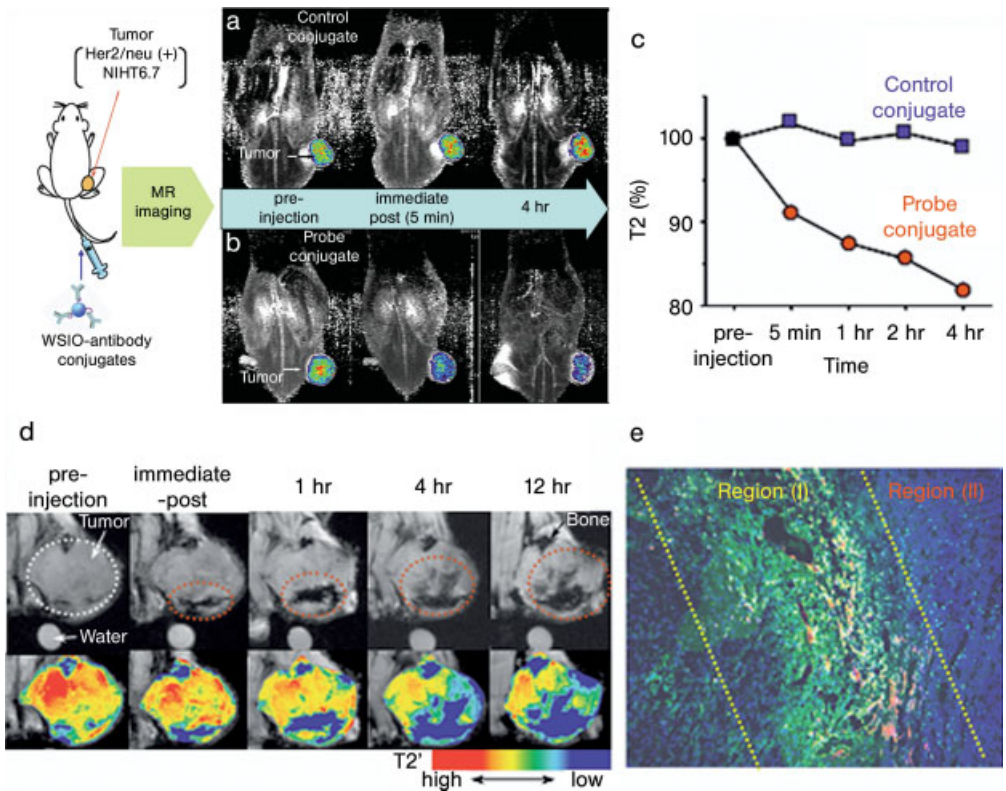 Tumor
Her2/neu (+)
NIHT6.7
MR
imaging
WSIO-antibody
conjugates
a
Control
conjugate
Tumor
pre-
injection
immediate
post (5 min)
4 hr
b
Probe
conjugate
Tumor
c
T2 (%)
100
90
80
Control
conjugate
Probe
conjugate
pre-
injection
5 min
1 hr
2 hr
4 hr
Time
d
pre-
injection
immediate
-post
1 hr
4 hr
12 hr
Tumor
Bone
Water
T2'
high
low
e
Region (I)
Region (II)